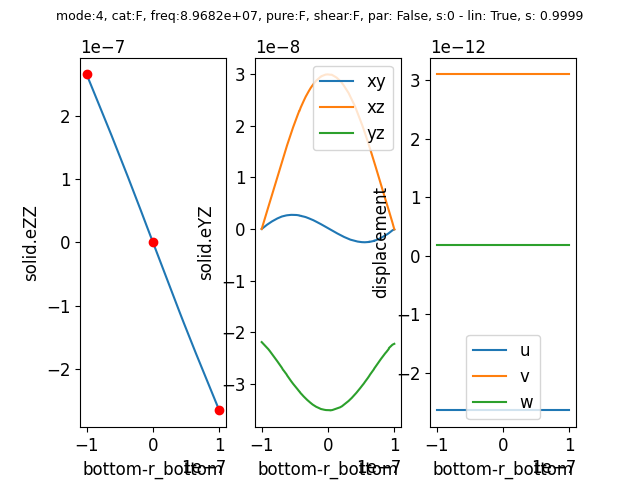 mode:4, cat:F, freq:8.9682e+07, pure:F, shear:F, par: False, s:0 - lin: True, s: 0.9999
1e−7
solid.eZZ
2
1
0
−1
−2
−1
0
1
bottom-r_bottom
1e−7
1e−8
solid.eYZ
3
2
1
0
−1
−2
−3
xy
xz
yz
−1
0
1
bottom-r_bottom
1e−7
1e−12
displacement
3
2
1
0
−1
−2
u
v
w
−1
0
1
bottom-r_bottom
1e−7